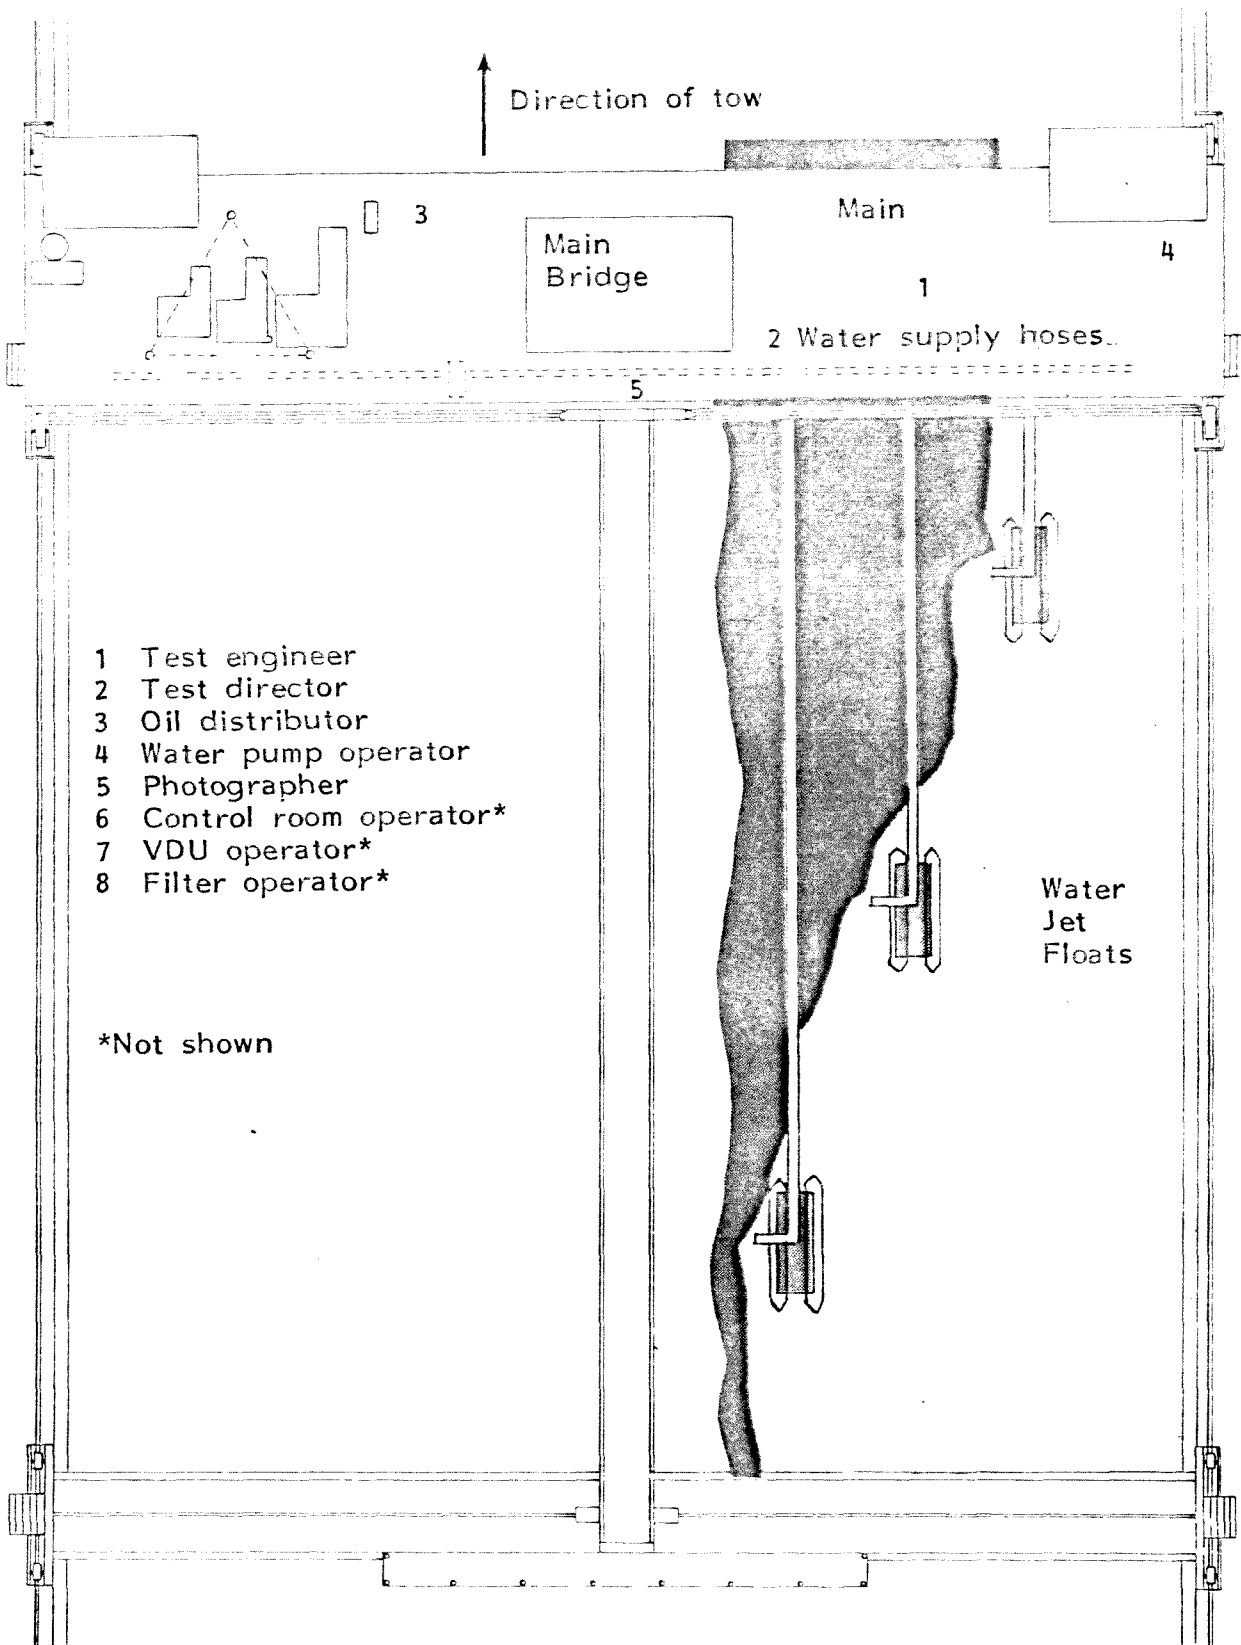 Direction of tow
3
Main
Main
Bridge
4
1
2 Water supply hoses
5
1 Test engineer
2 Test director
3 Oil distributor
4 Water pump operator
5 Photographer
6 Control room operator*
7 VDU operator*
8 Filter operator*
Water
Jet
Floats
*Not shown